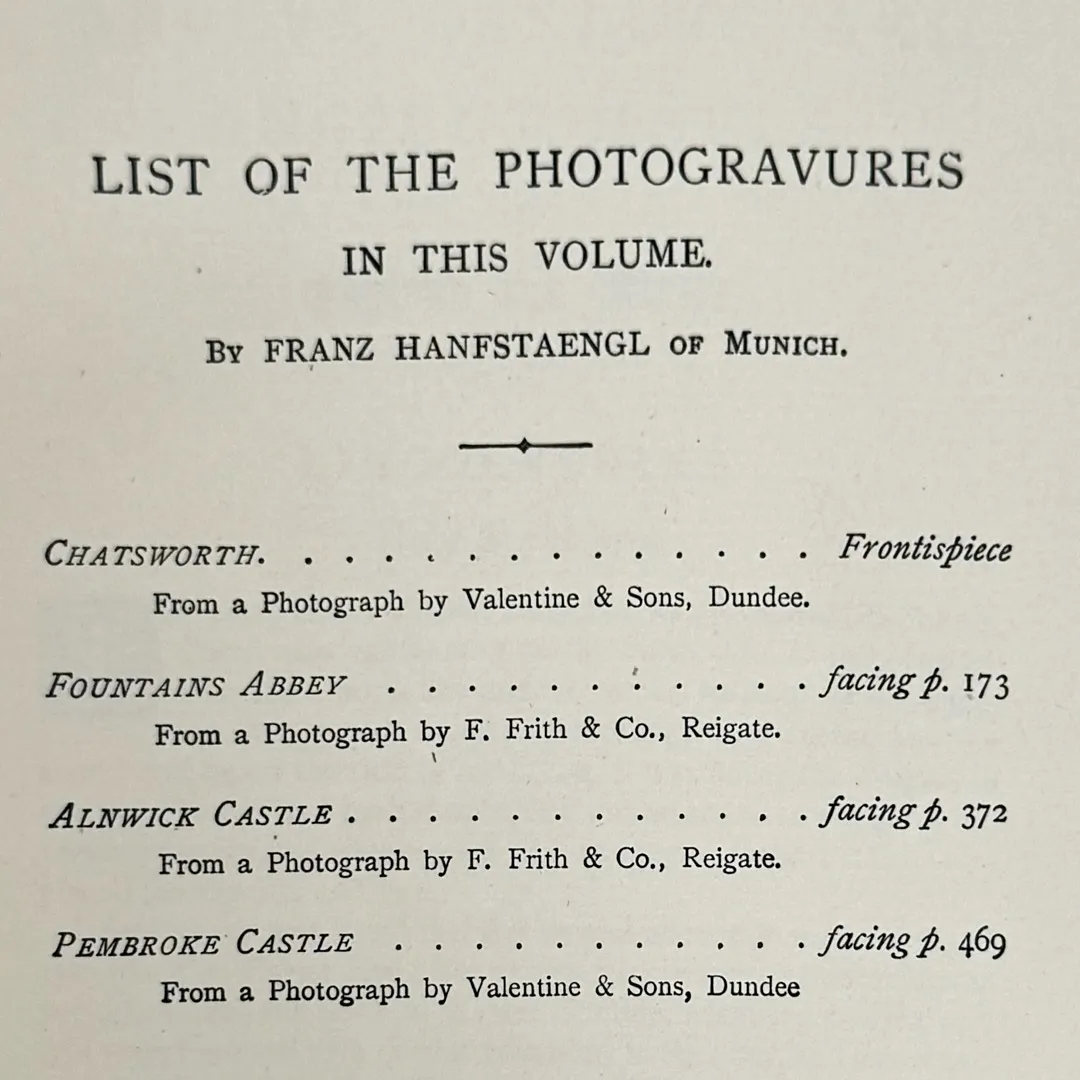 LIST OF THE PHOTOGRAVURES
IN THIS VOLUME.
BY FRANZ HANFSTAENGL OF MUNICH.
CHATSWORTH. . . . . . . . . . . . . . Frontispiece
From a Photograph by Valentine & Sons, Dundee.
FOUNTAINS ABBEY . . . . . . . . . . . facing p. 173
From a Photograph by F. Frith & Co., Reigate.
ALNWICK CASTLE . . . . . . . . . . . . facing p. 372
From a Photograph by F. Frith & Co., Reigate.
PEMBROKE CASTLE . . . . . . . . . . . facing p. 469
From a Photograph by Valentine & Sons, Dundee